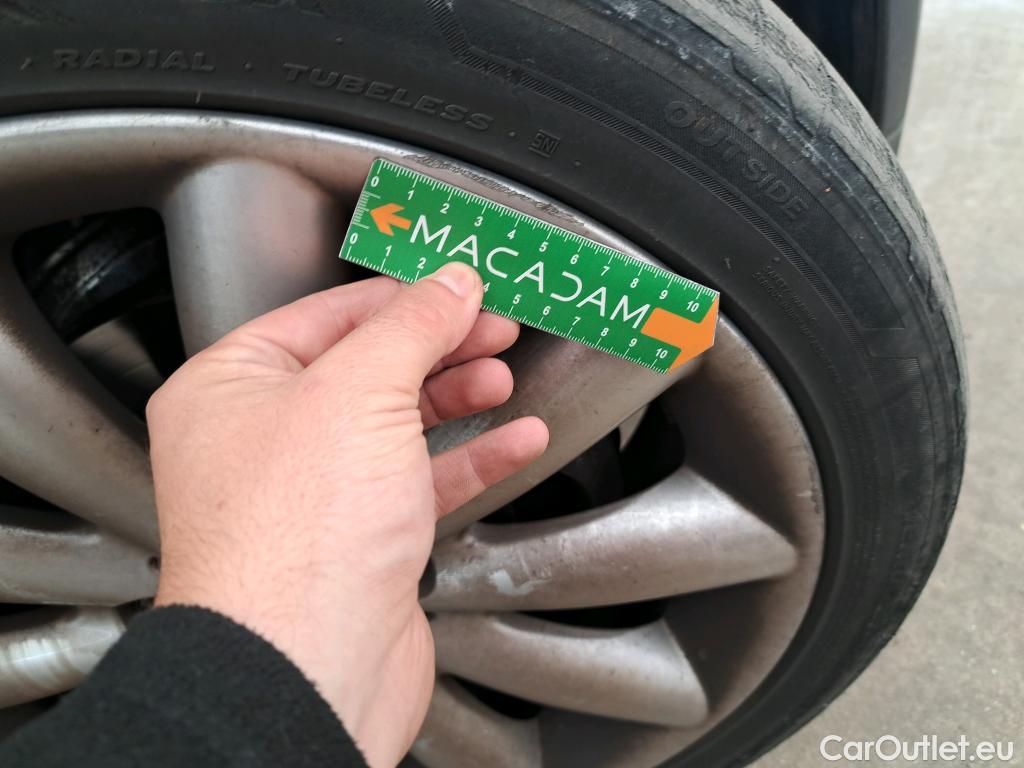 RADIAL · TUBELESS ·
OUTSIDE
0 1 2 3 4 5 6 7 8 9 10
MACADAM
0 1 2 4 5 6 7 8 9 10
CarOutlet.eu